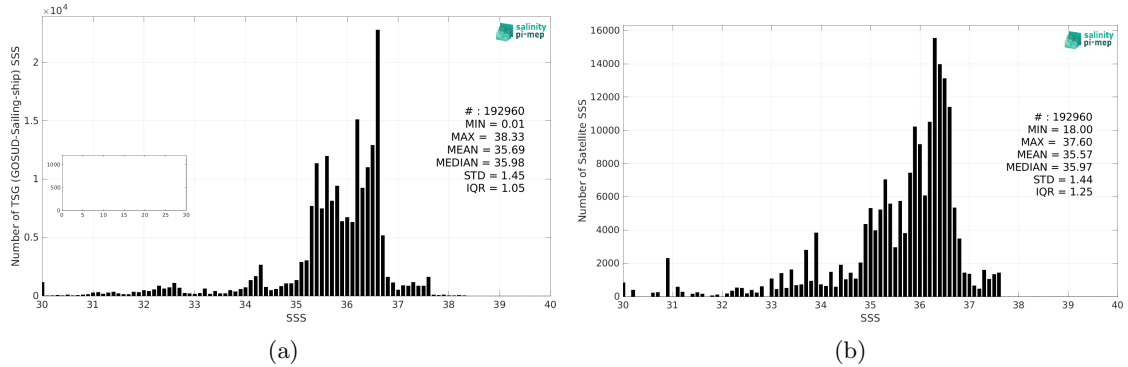 ×10⁴
salinity
pi-mep
2
1.5
1
0.5
0
Number of TSG (GOSUD-Sailing-ship) SSS
# : 192960
MIN = 0.01
MAX = 38.33
MEAN = 35.69
MEDIAN = 35.98
STD = 1.45
IQR = 1.05
1000
500
0
0 5 10 15 20 25 30
30 31 32 33 34 35 36 37 38 39 40
SSS
(a)
16000
14000
12000
10000
8000
6000
4000
2000
0
Number of Satellite SSS
salinity
pi-mep
# : 192960
MIN = 18.00
MAX = 37.60
MEAN = 35.57
MEDIAN = 35.97
STD = 1.44
IQR = 1.25
30 31 32 33 34 35 36 37 38 39 40
SSS
(b)